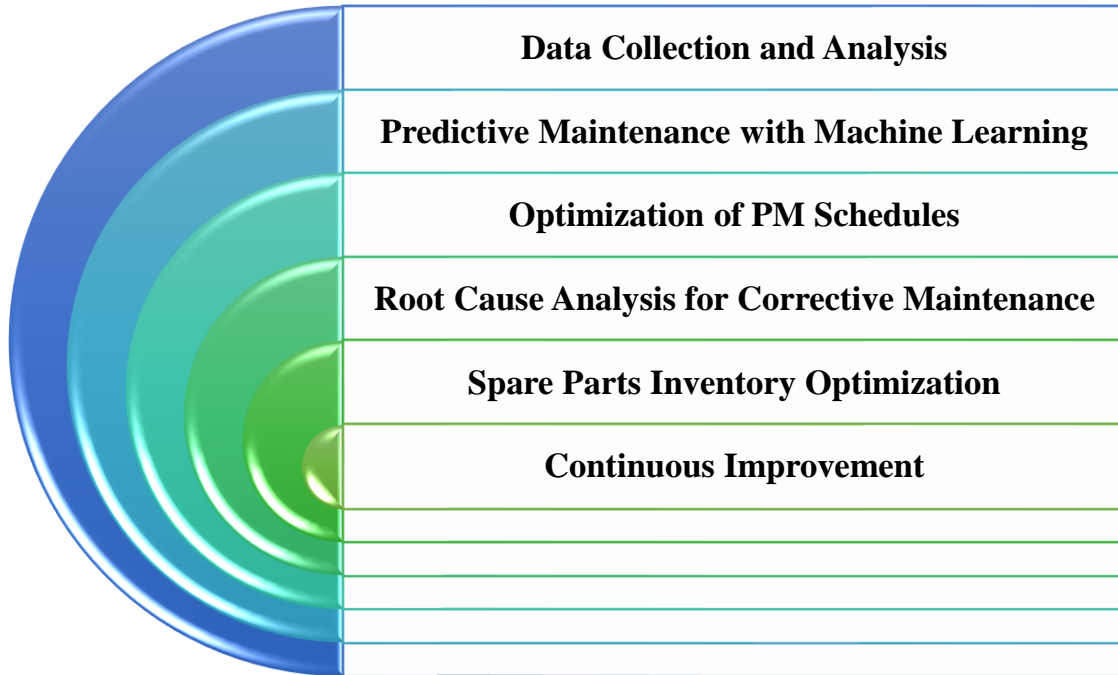 Data Collection and Analysis
Predictive Maintenance with Machine Learning
Optimization of PM Schedules
Root Cause Analysis for Corrective Maintenance
Spare Parts Inventory Optimization
Continuous Improvement